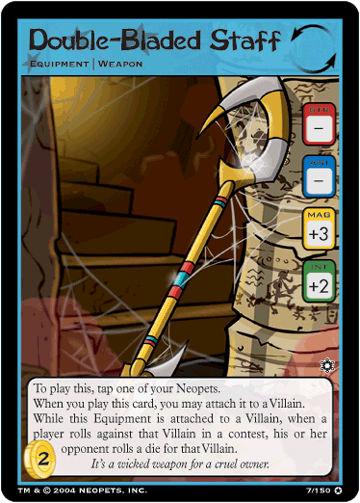 Double-Bladed Staff
Equipment | Weapon
STR
–
AGI
–
MAG
+3
INT
+2
To play this, tap one of your Neopets.
When you play this card, you may attach it to a Villain.
While this Equipment is attached to a Villain, when a
player rolls against that Villain in a contest, his or her
opponent rolls a die for that Villain.
It's a wicked weapon for a cruel owner.
2
TM & © 2004 NEOPETS, INC.
7/150